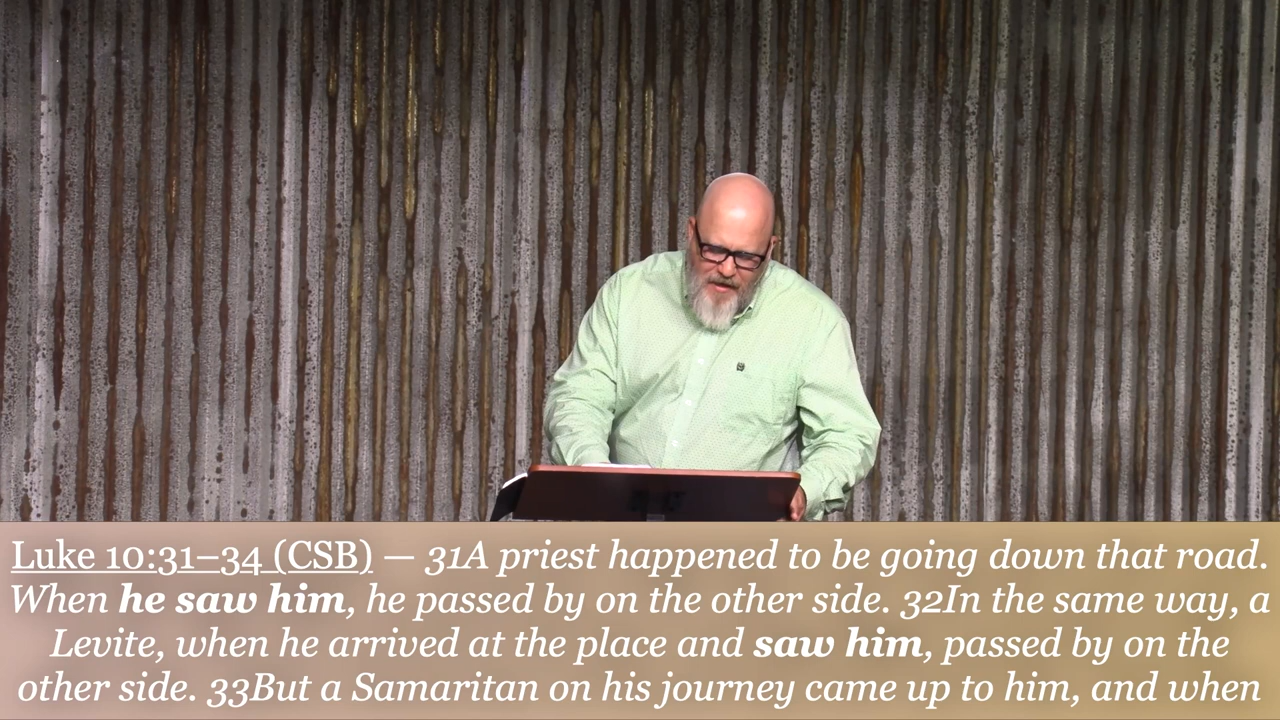 Luke 10:31–34 (CSB) — 31A priest happened to be going down that road.
When he saw him, he passed by on the other side. 32In the same way, a
Levite, when he arrived at the place and saw him, passed by on the
other side. 33But a Samaritan on his journey came up to him, and when